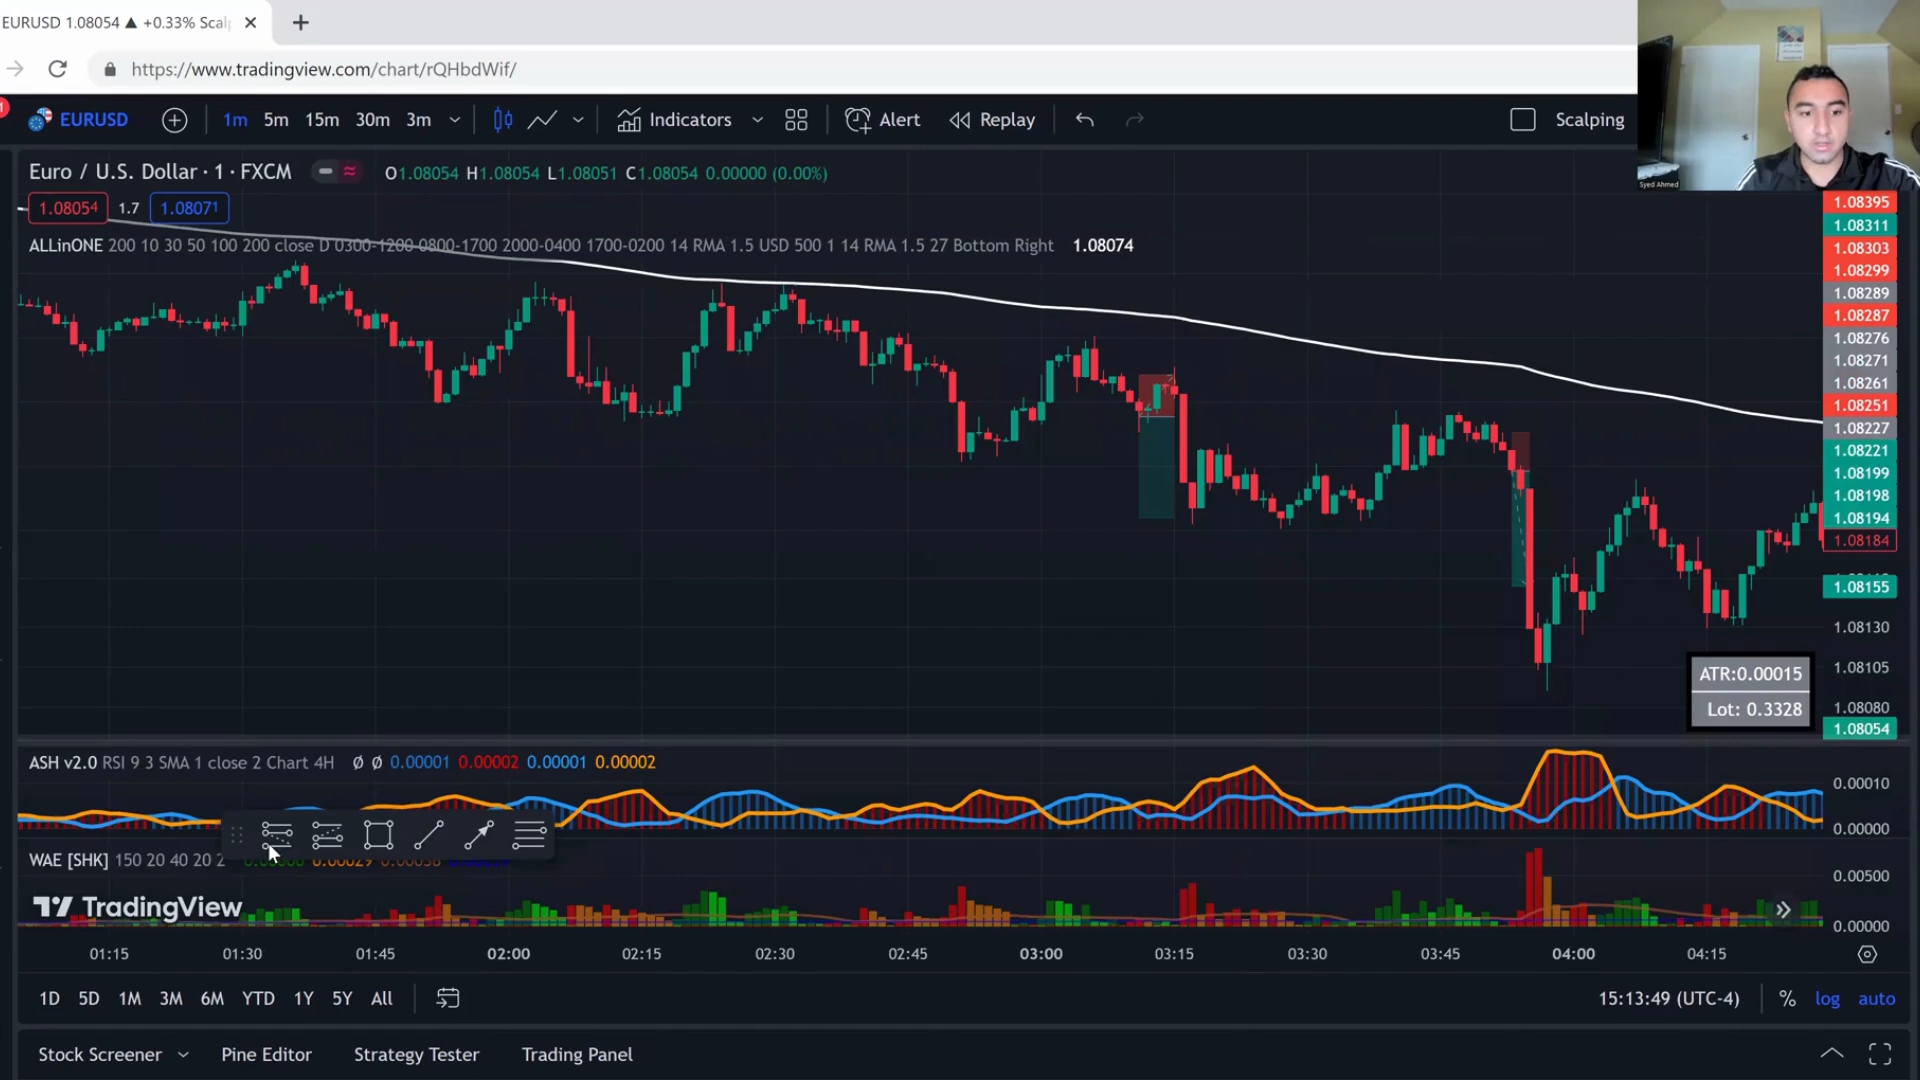 EURUSD 1.08054 ▲ +0.33% Scal
https://www.tradingview.com/chart/rQHbdWif/
EURUSD 1m 5m 15m 30m 3m Indicators Alert Replay Scalping
Syed Ahmed
Euro / U.S. Dollar · 1 · FXCM O1.08054 H1.08054 L1.08051 C1.08054 0.00000 (0.00%)
1.08054 1.7 1.08071
ALLinONE 200 10 30 50 100 200 close D 0300-1200 0800-1700 2000-0400 1700-0200 14 RMA 1.5 USD 500 1 14 RMA 1.5 27 Bottom Right 1.08074
1.08395
1.08311
1.08303
1.08299
1.08289
1.08287
1.08276
1.08271
1.08261
1.08251
1.08227
1.08221
1.08199
1.08198
1.08194
1.08184
1.08155
1.08130
1.08105
1.08080
1.08054
ATR:0.00015
Lot: 0.3328
ASH v2.0 RSI 9 3 SMA 1 close 2 Chart 4H ∅ ∅ 0.00001 0.00002 0.00001 0.00002
0.00010
0.00000
WAE [SHK] 150 20 40 20 2
0.00500
0.00000
TradingView
01:15 01:30 01:45 02:00 02:15 02:30 02:45 03:00 03:15 03:30 03:45 04:00 04:15
1D 5D 1M 3M 6M YTD 1Y 5Y All 15:13:49 (UTC-4) % log auto
Stock Screener Pine Editor Strategy Tester Trading Panel